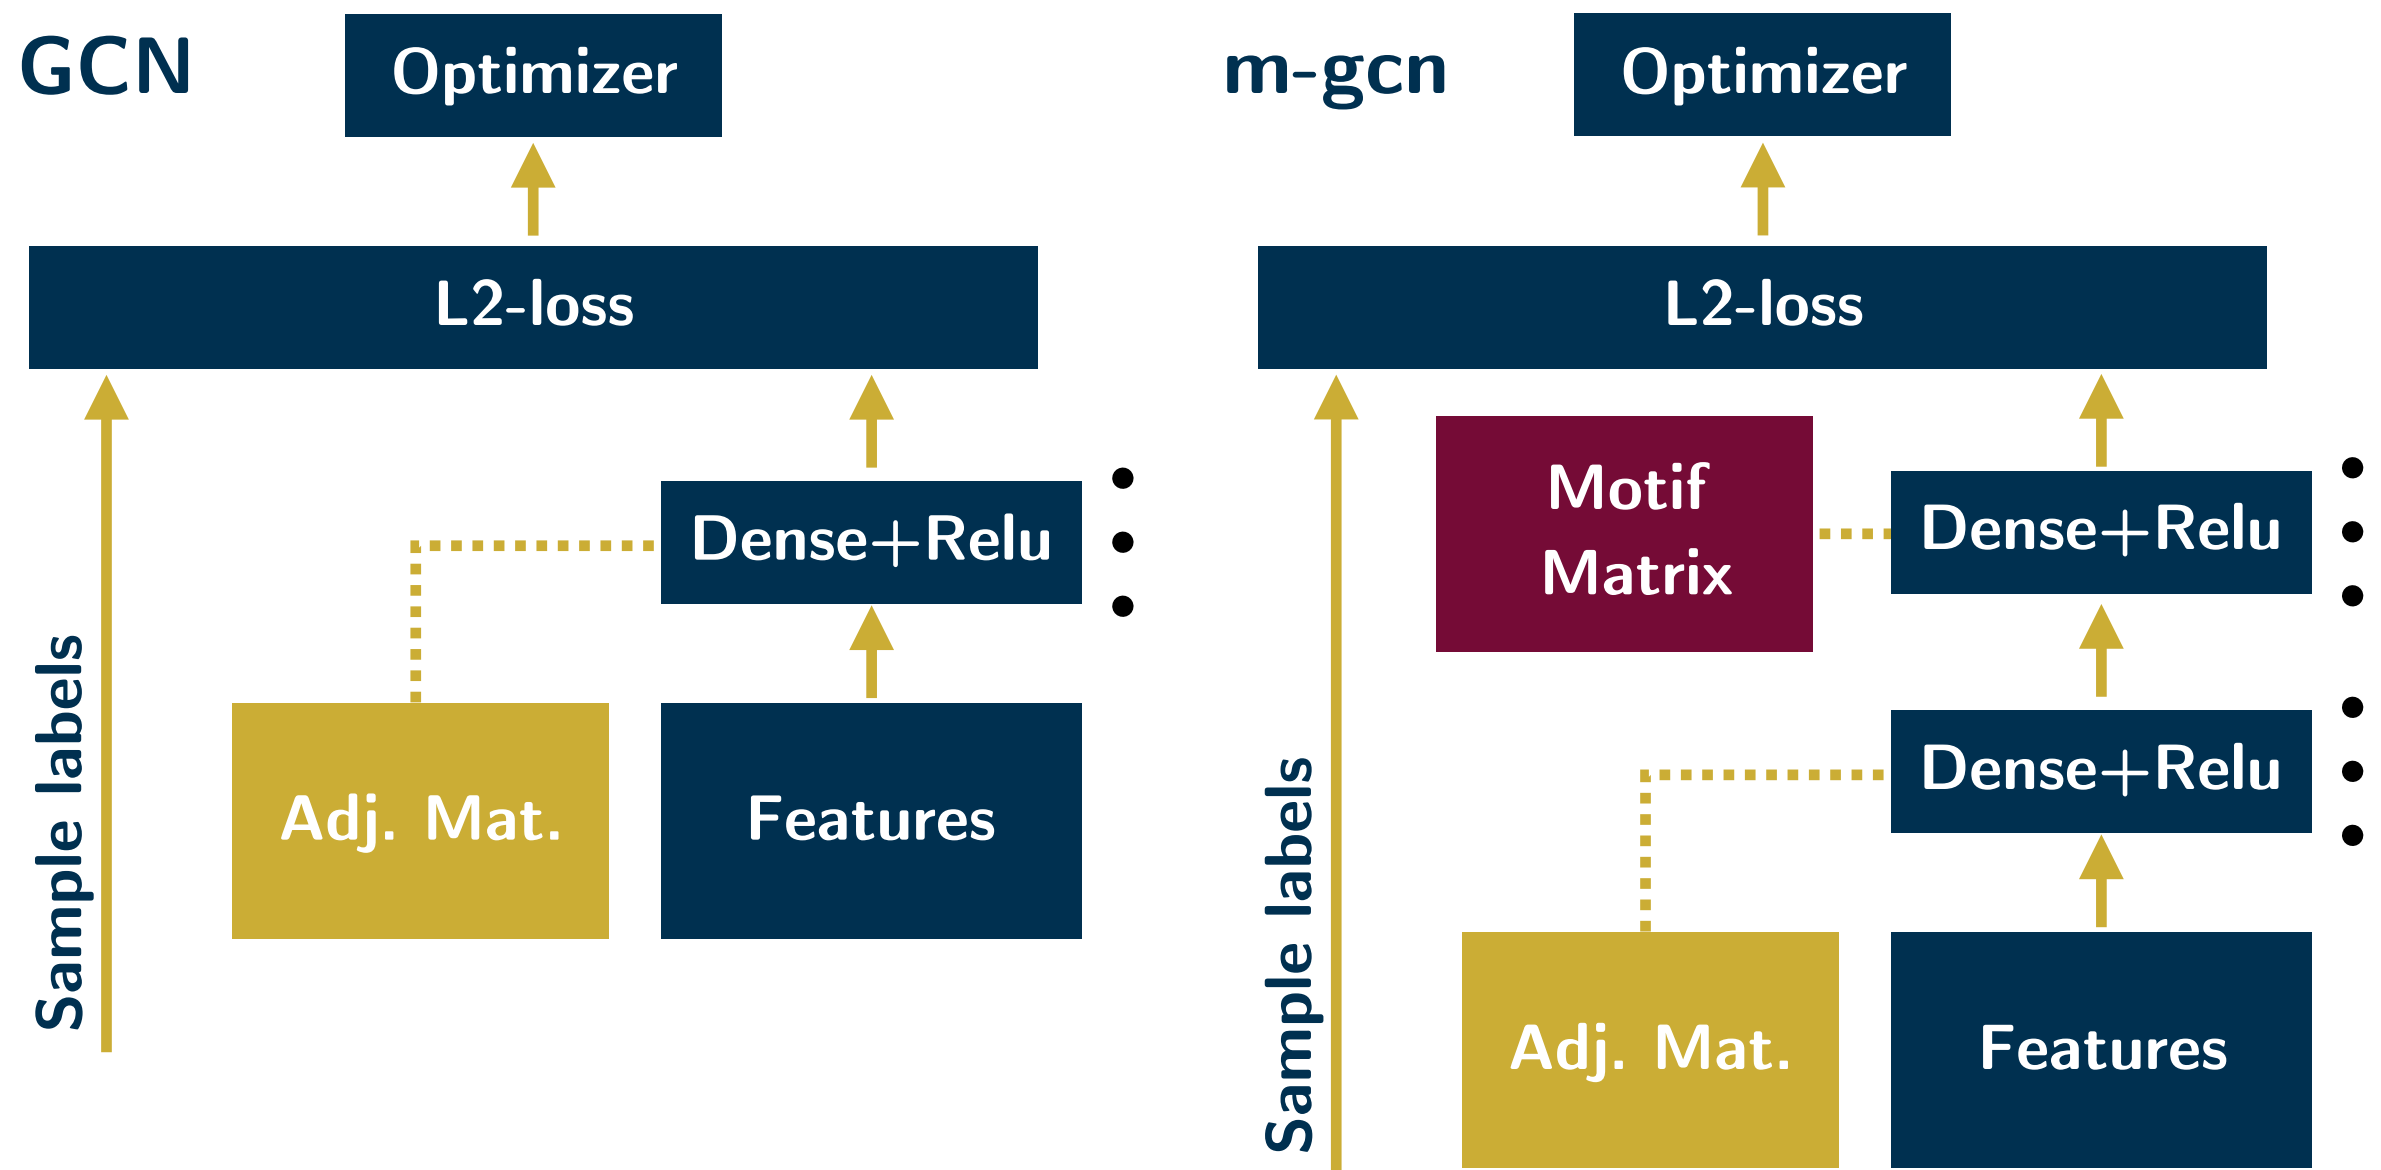 GCN
Optimizer
L2-loss
Dense+Relu
Sample labels
Adj. Mat.
Features
m-gcn
Optimizer
L2-loss
Motif
Matrix
Dense+Relu
Dense+Relu
Sample labels
Adj. Mat.
Features